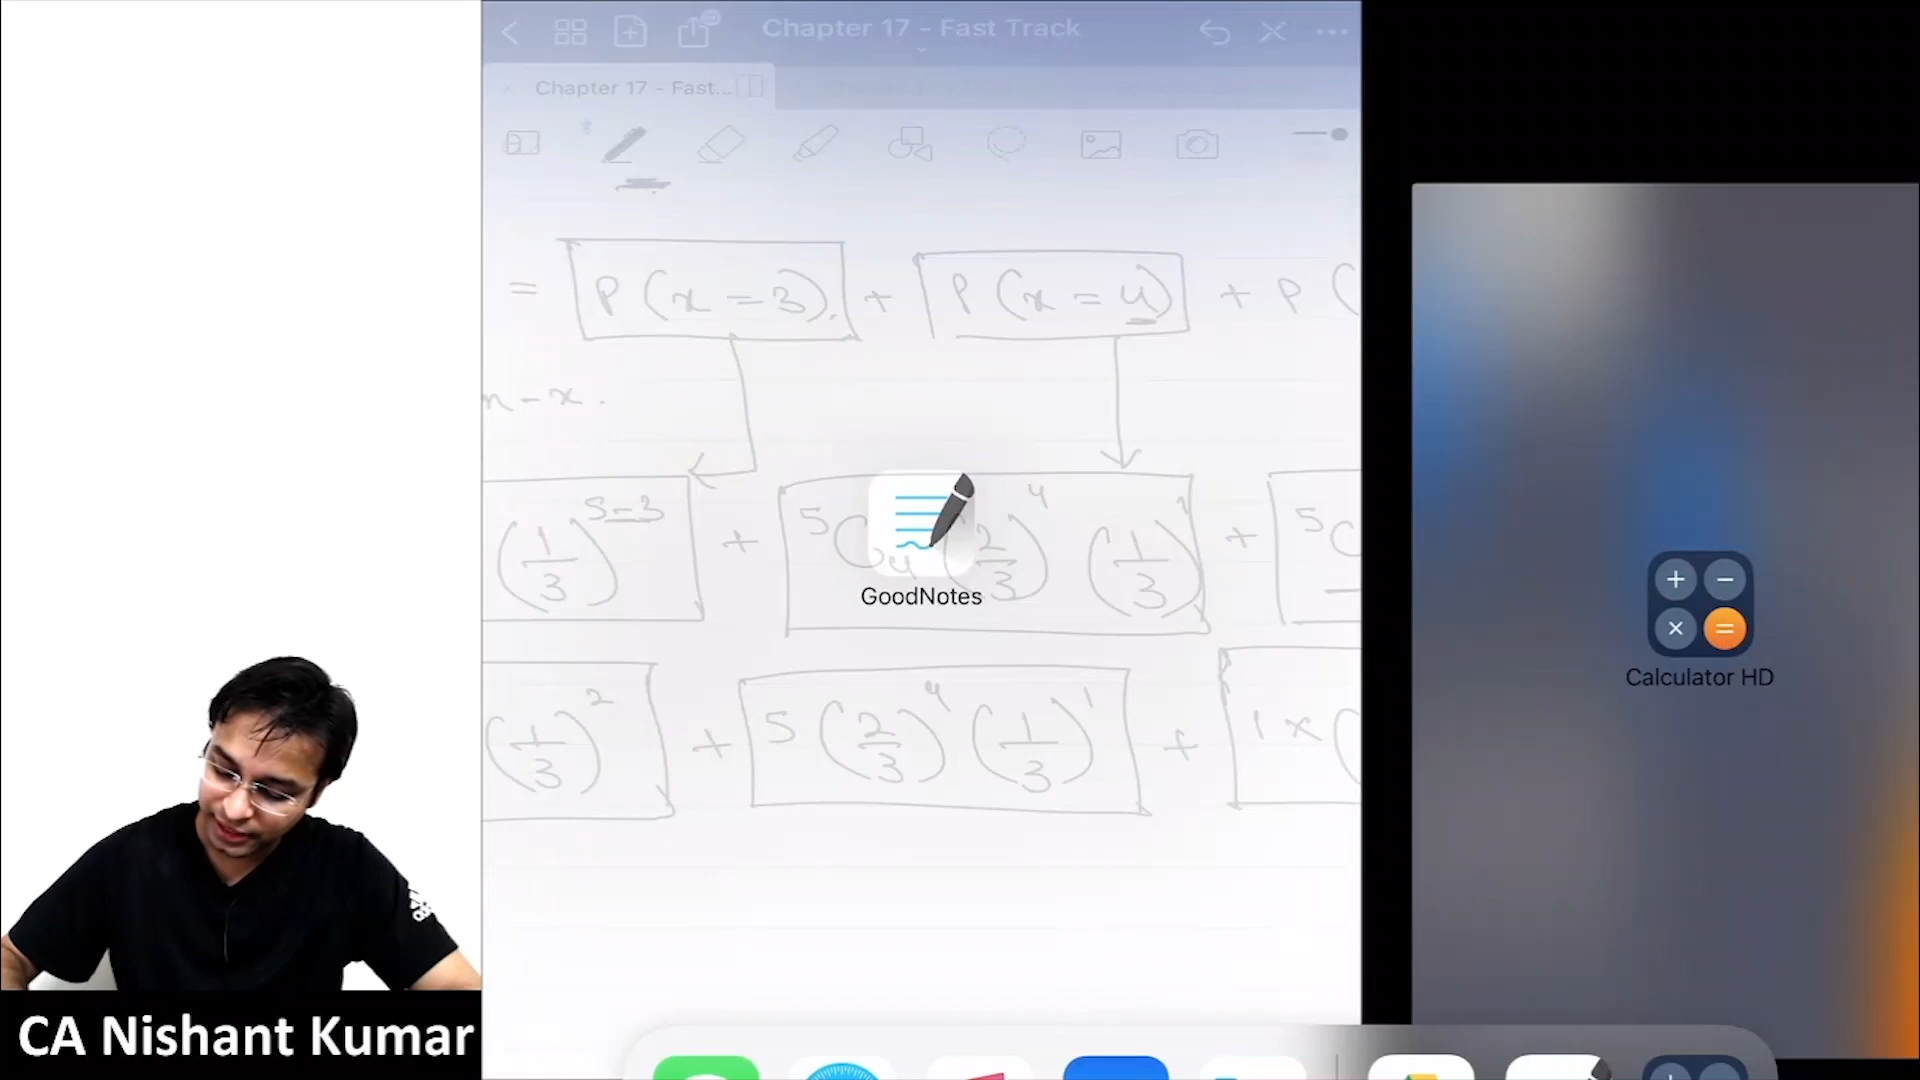 Chapter 17 - Fast Track
Chapter 17 - Fast...
= P(x = 3). + P(x = 4) + P(
n - x.
(1/3)^5-3 + 5C4 (2/3)^4 (1/3)^1 + 5C
GoodNotes
(1/3)^2 + 5 (2/3)^4 (1/3)^1 + 1 x (
+ −
× =
Calculator HD
CA Nishant Kumar